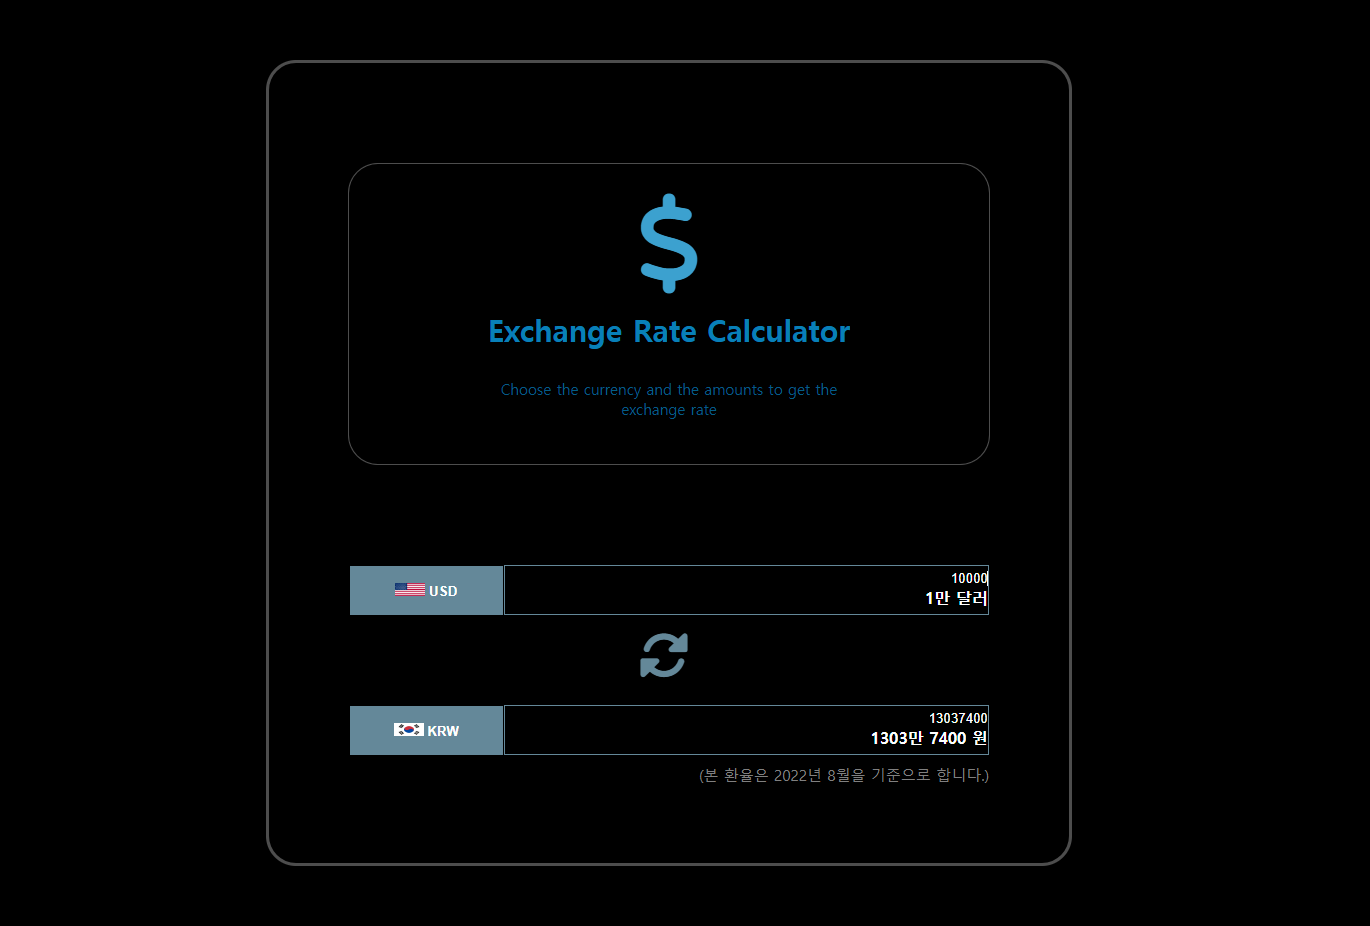 $
Exchange Rate Calculator
Choose the currency and the amounts to get the
exchange rate
USD
10000
1만 달러
KRW
13037400
1303만 7400 원
(본 환율은 2022년 8월을 기준으로 합니다.)